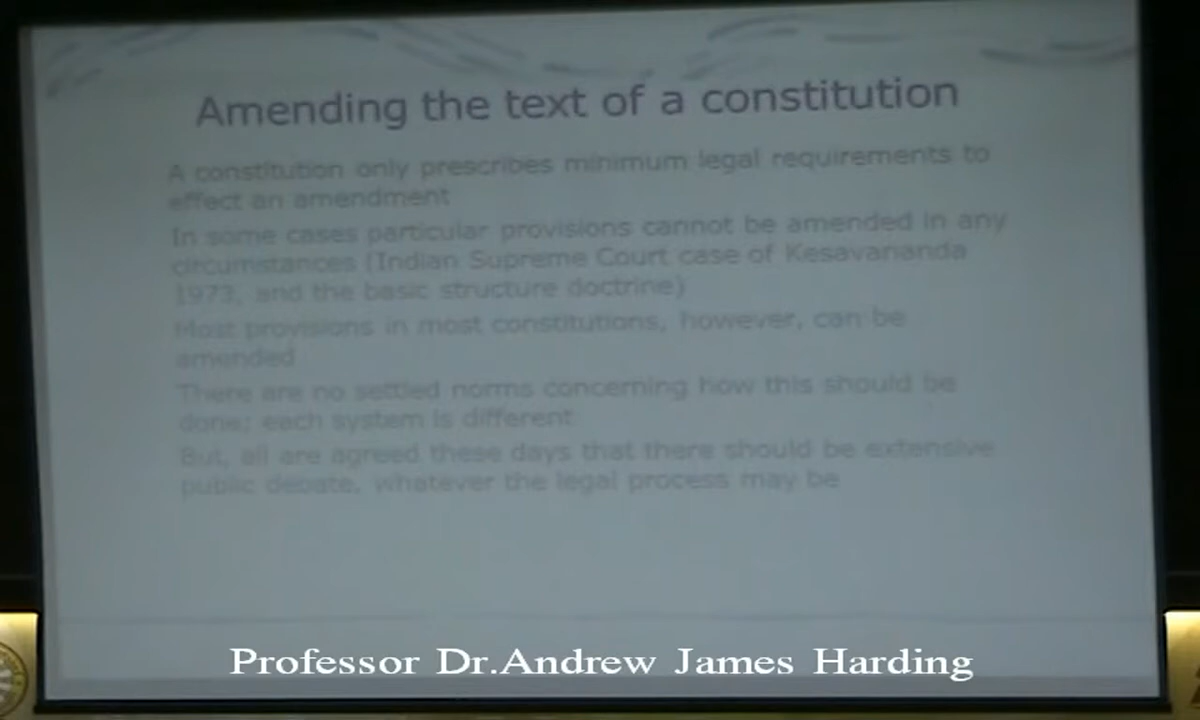 Amending the text of a constitution
A constitution only prescribes minimum legal requirements to
effect an amendment
In some cases particular provisions cannot be amended in any
circumstances (Indian Supreme Court case of Kesavananda
1973, and the basic structure doctrine)
Most provisions in most constitutions, however, can be
amended
There are no settled norms concerning how this should be
done; each system is different
But, all are agreed these days that there should be extensive
public debate, whatever the legal process may be
Professor Dr.Andrew James Harding